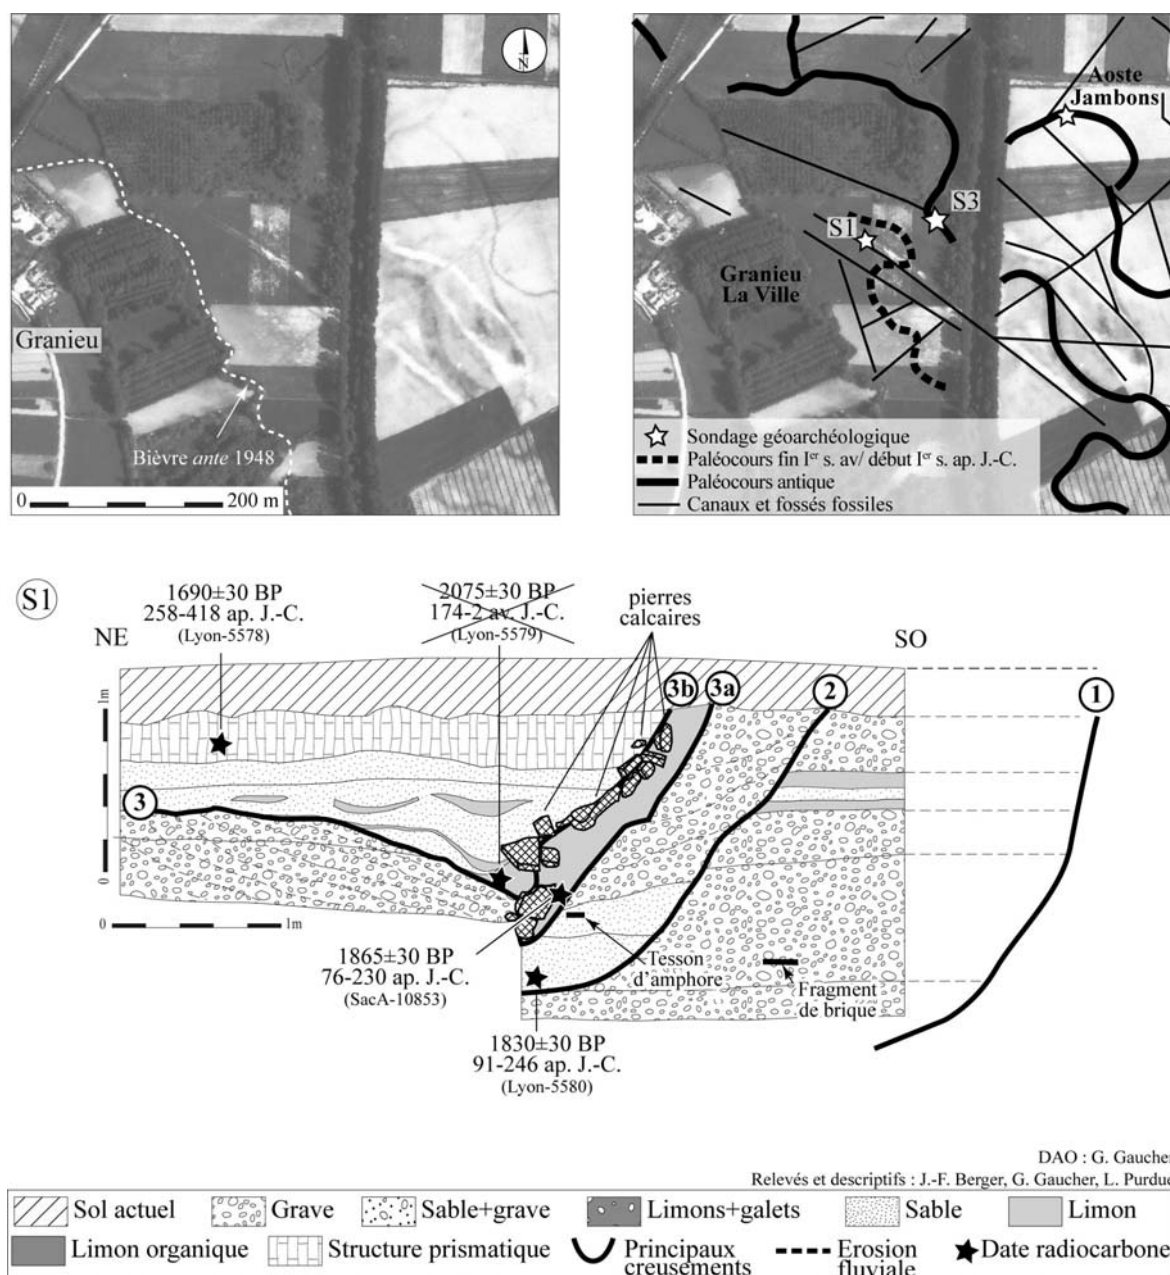 N
Granieu
Bièvre ante 1948
0 200 m
Aoste
Jambons
S3
S1
Granieu
La Ville
Sondage géoarchéologique
Paléocours fin Ier s. av/ début Ier s. ap. J.-C.
Paléocours antique
Canaux et fossés fossiles
S1
1690±30 BP
258-418 ap. J.-C.
(Lyon-5578)
2075±30 BP
174-2 av. J.-C.
(Lyon-5579)
pierres
calcaires
NE
SO
3b 3a 2 1
1m
3
0
0 1m
1865±30 BP
76-230 ap. J.-C.
(SacA-10853)
Tesson
d'amphore
Fragment
de brique
1830±30 BP
91-246 ap. J.-C.
(Lyon-5580)
DAO : G. Gaucher
Relevés et descriptifs : J.-F. Berger, G. Gaucher, L. Purdue
Sol actuel Grave Sable+grave Limons+galets Sable Limon
Limon organique Structure prismatique Principaux creusements Erosion fluviale Date radiocarbone